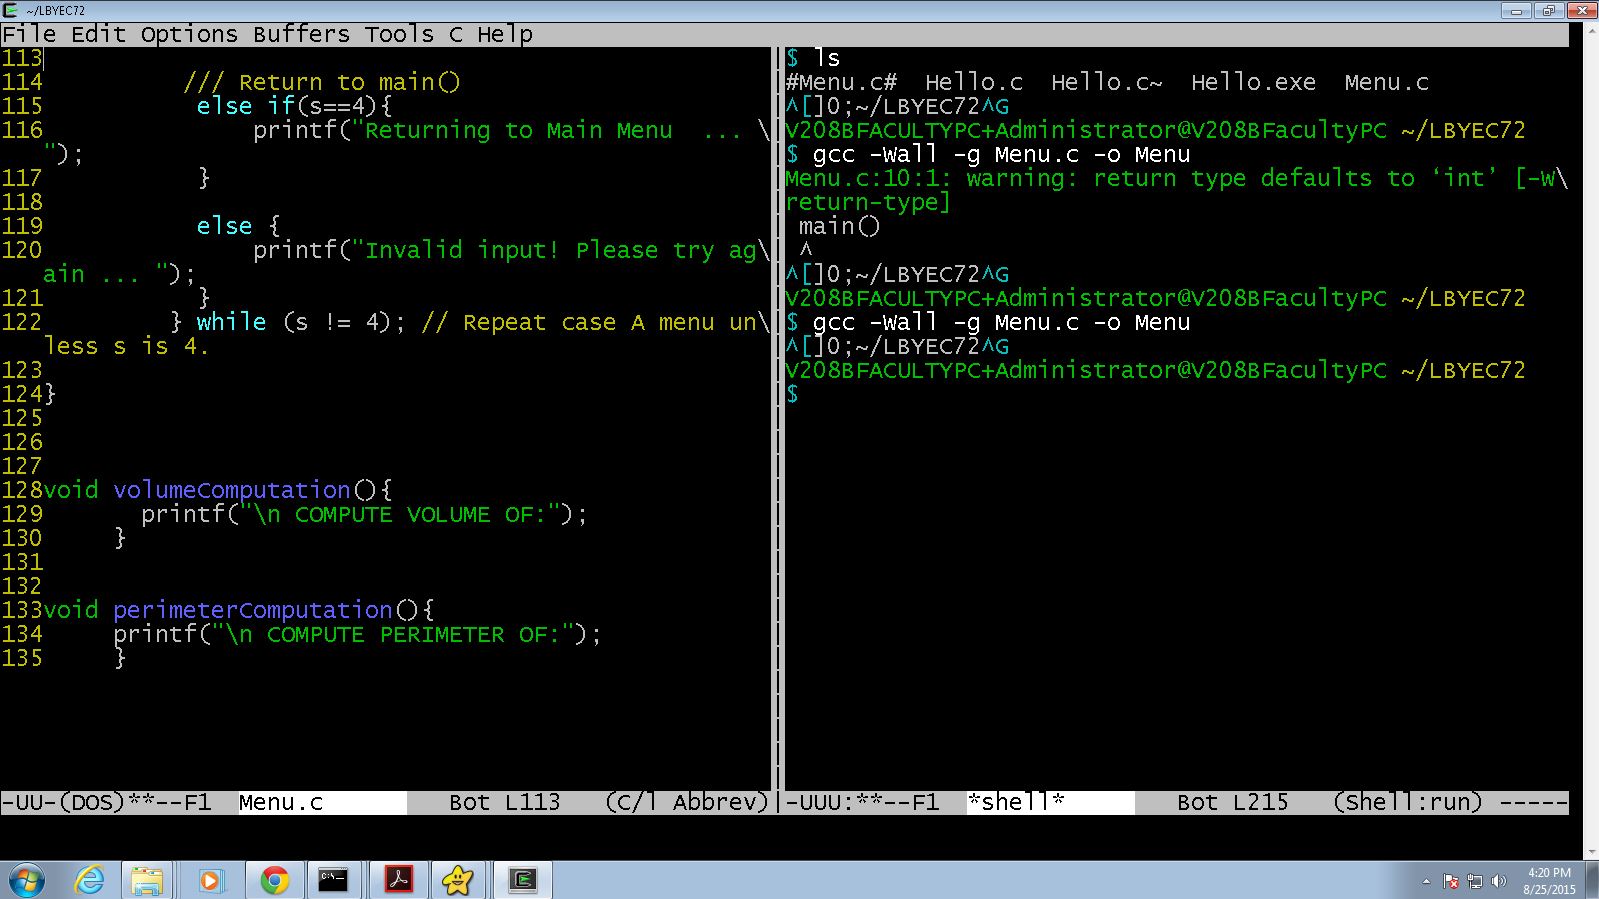 ~/LBYEC72
File Edit Options Buffers Tools C Help
113
114 /// Return to main()
115 else if(s==4){
116 printf("Returning to Main Menu ... \
");
117 }
118
119 else {
120 printf("Invalid input! Please try ag\
ain ... ");
121 }
122 } while (s != 4); // Repeat case A menu un\
less s is 4.
123
124}
125
126
127
128void volumeComputation(){
129 printf("\n COMPUTE VOLUME OF:");
130 }
131
132
133void perimeterComputation(){
134 printf("\n COMPUTE PERIMETER OF:");
135 }
-UU-(DOS)**--F1 Menu.c Bot L113 (C/l Abbrev)
$ ls
#Menu.c# Hello.c Hello.c~ Hello.exe Menu.c
^[]0;~/LBYEC72^G
V208BFACULTYPC+Administrator@V208BFacultyPC ~/LBYEC72
$ gcc -Wall -g Menu.c -o Menu
Menu.c:10:1: warning: return type defaults to ‘int’ [-W\
return-type]
main()
^
^[]0;~/LBYEC72^G
V208BFACULTYPC+Administrator@V208BFacultyPC ~/LBYEC72
$ gcc -Wall -g Menu.c -o Menu
^[]0;~/LBYEC72^G
V208BFACULTYPC+Administrator@V208BFacultyPC ~/LBYEC72
$
-UUU:**--F1 *shell* Bot L215 (Shell:run) -----
4:20 PM
8/25/2015